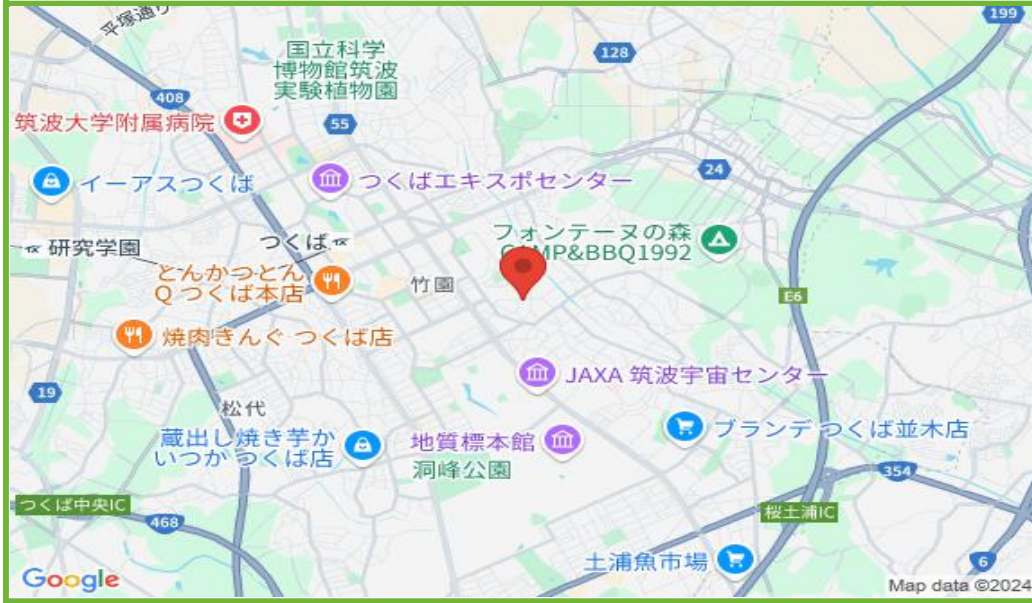 199
平塚通り
国立科学
博物館筑波
実験植物園
128
408
筑波大学附属病院
55
24
イーアスつくば
つくばエキスポセンター
フォンテーヌの森
CAMP&BBQ1992
研究学園
つくば
とんかつとん
Q つくば本店
竹園
E6
焼肉きんぐ つくば店
JAXA 筑波宇宙センター
19
松代
蔵出し焼き芋か
いつか つくば店
地質標本館
洞峰公園
ブランデ つくば並木店
354
つくば中央IC
468
桜土浦IC
土浦魚市場
6
Google
Map data ©2024